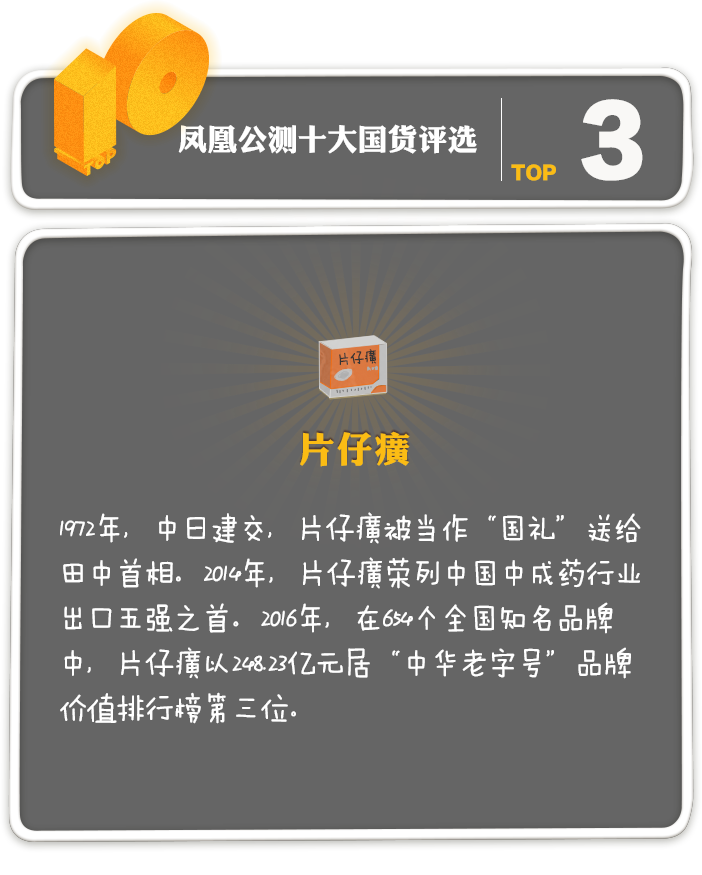 10
TOP
凤凰公测十大国货评选
TOP 3
片仔癀
片仔癀
1972年，中日建交，片仔癀被当作“国礼”送给
田中首相。2014年，片仔癀荣列中国中成药行业
出口五强之首。2016年，在654个全国知名品牌
中，片仔癀以248.23亿元居“中华老字号”品牌
价值排行榜第三位。